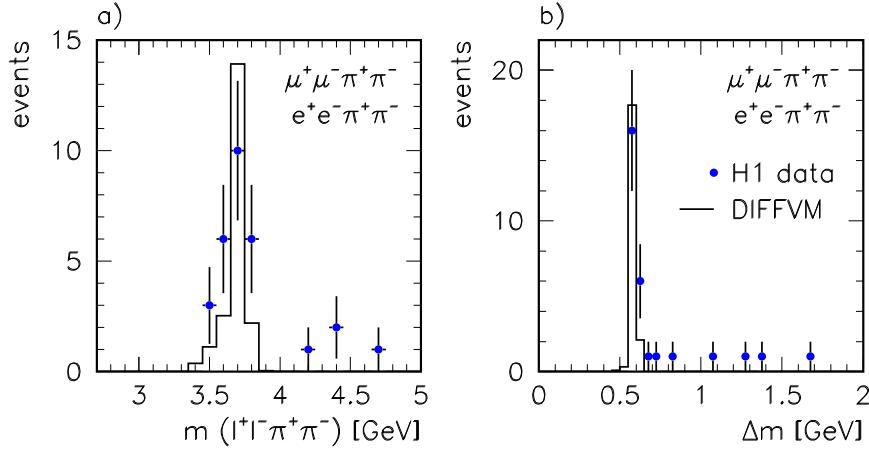 a)
events
15
10
5
0
μ⁺μ⁻π⁺π⁻
e⁺e⁻π⁺π⁻
3 3.5 4 4.5 5
m (l⁺l⁻π⁺π⁻) [GeV]
b)
events
20
10
0
μ⁺μ⁻π⁺π⁻
e⁺e⁻π⁺π⁻
H1 data
DIFFVM
0 0.5 1 1.5 2
Δm [GeV]